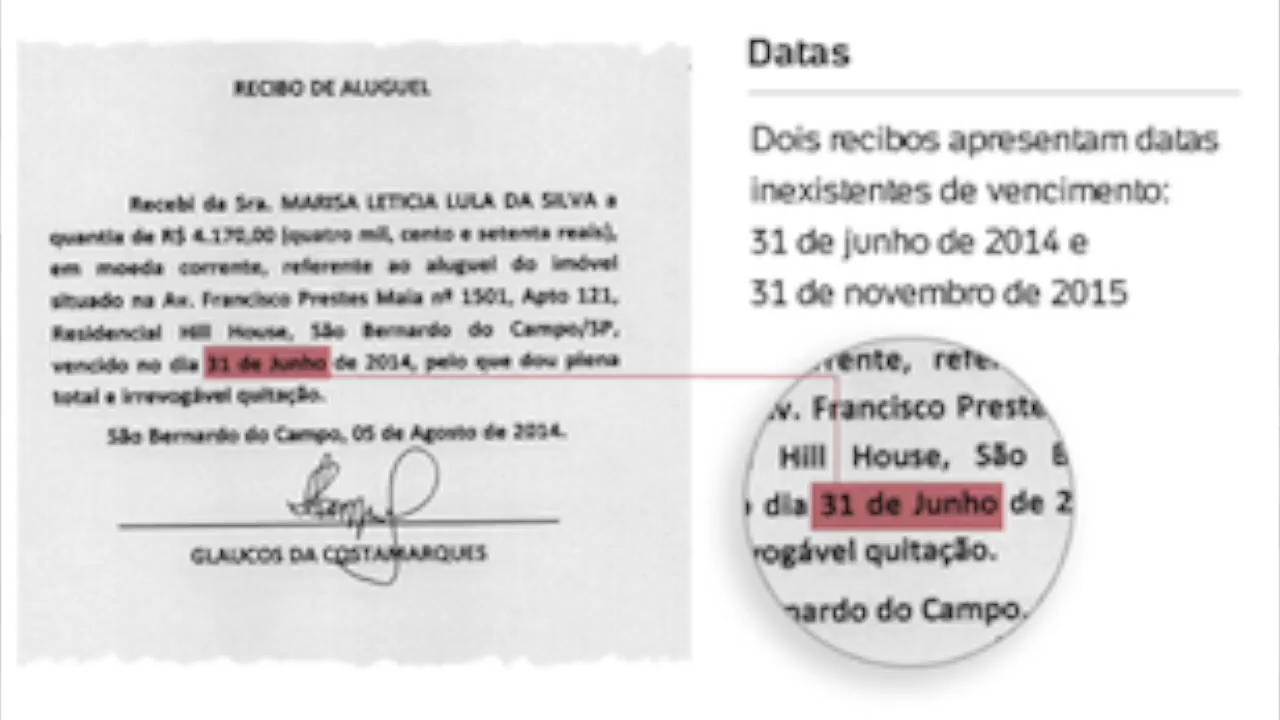 RECIBO DE ALUGUEL
Recebi da Sra. MARISA LETICIA LULA DA SILVA a
quantia de R$ 4.170,00 (quatro mil, cento e setenta reais),
em moeda corrente, referente ao aluguel do imóvel
situado na Av. Francisco Prestes Maia nº 1501, Apto 121,
Residencial Hill House, São Bernardo do Campo/SP,
vencido no dia 31 de Junho de 2014, pelo que dou plena
total e irrevogável quitação.
São Bernardo do Campo, 05 de Agosto de 2014.
GLAUCOS DA COSTAMARQUES
Datas
Dois recibos apresentam datas
inexistentes de vencimento:
31 de junho de 2014 e
31 de novembro de 2015
rente, refer
v. Francisco Preste
Hill House, São B
dia 31 de Junho de 2
vogável quitação.
nardo do Campo,